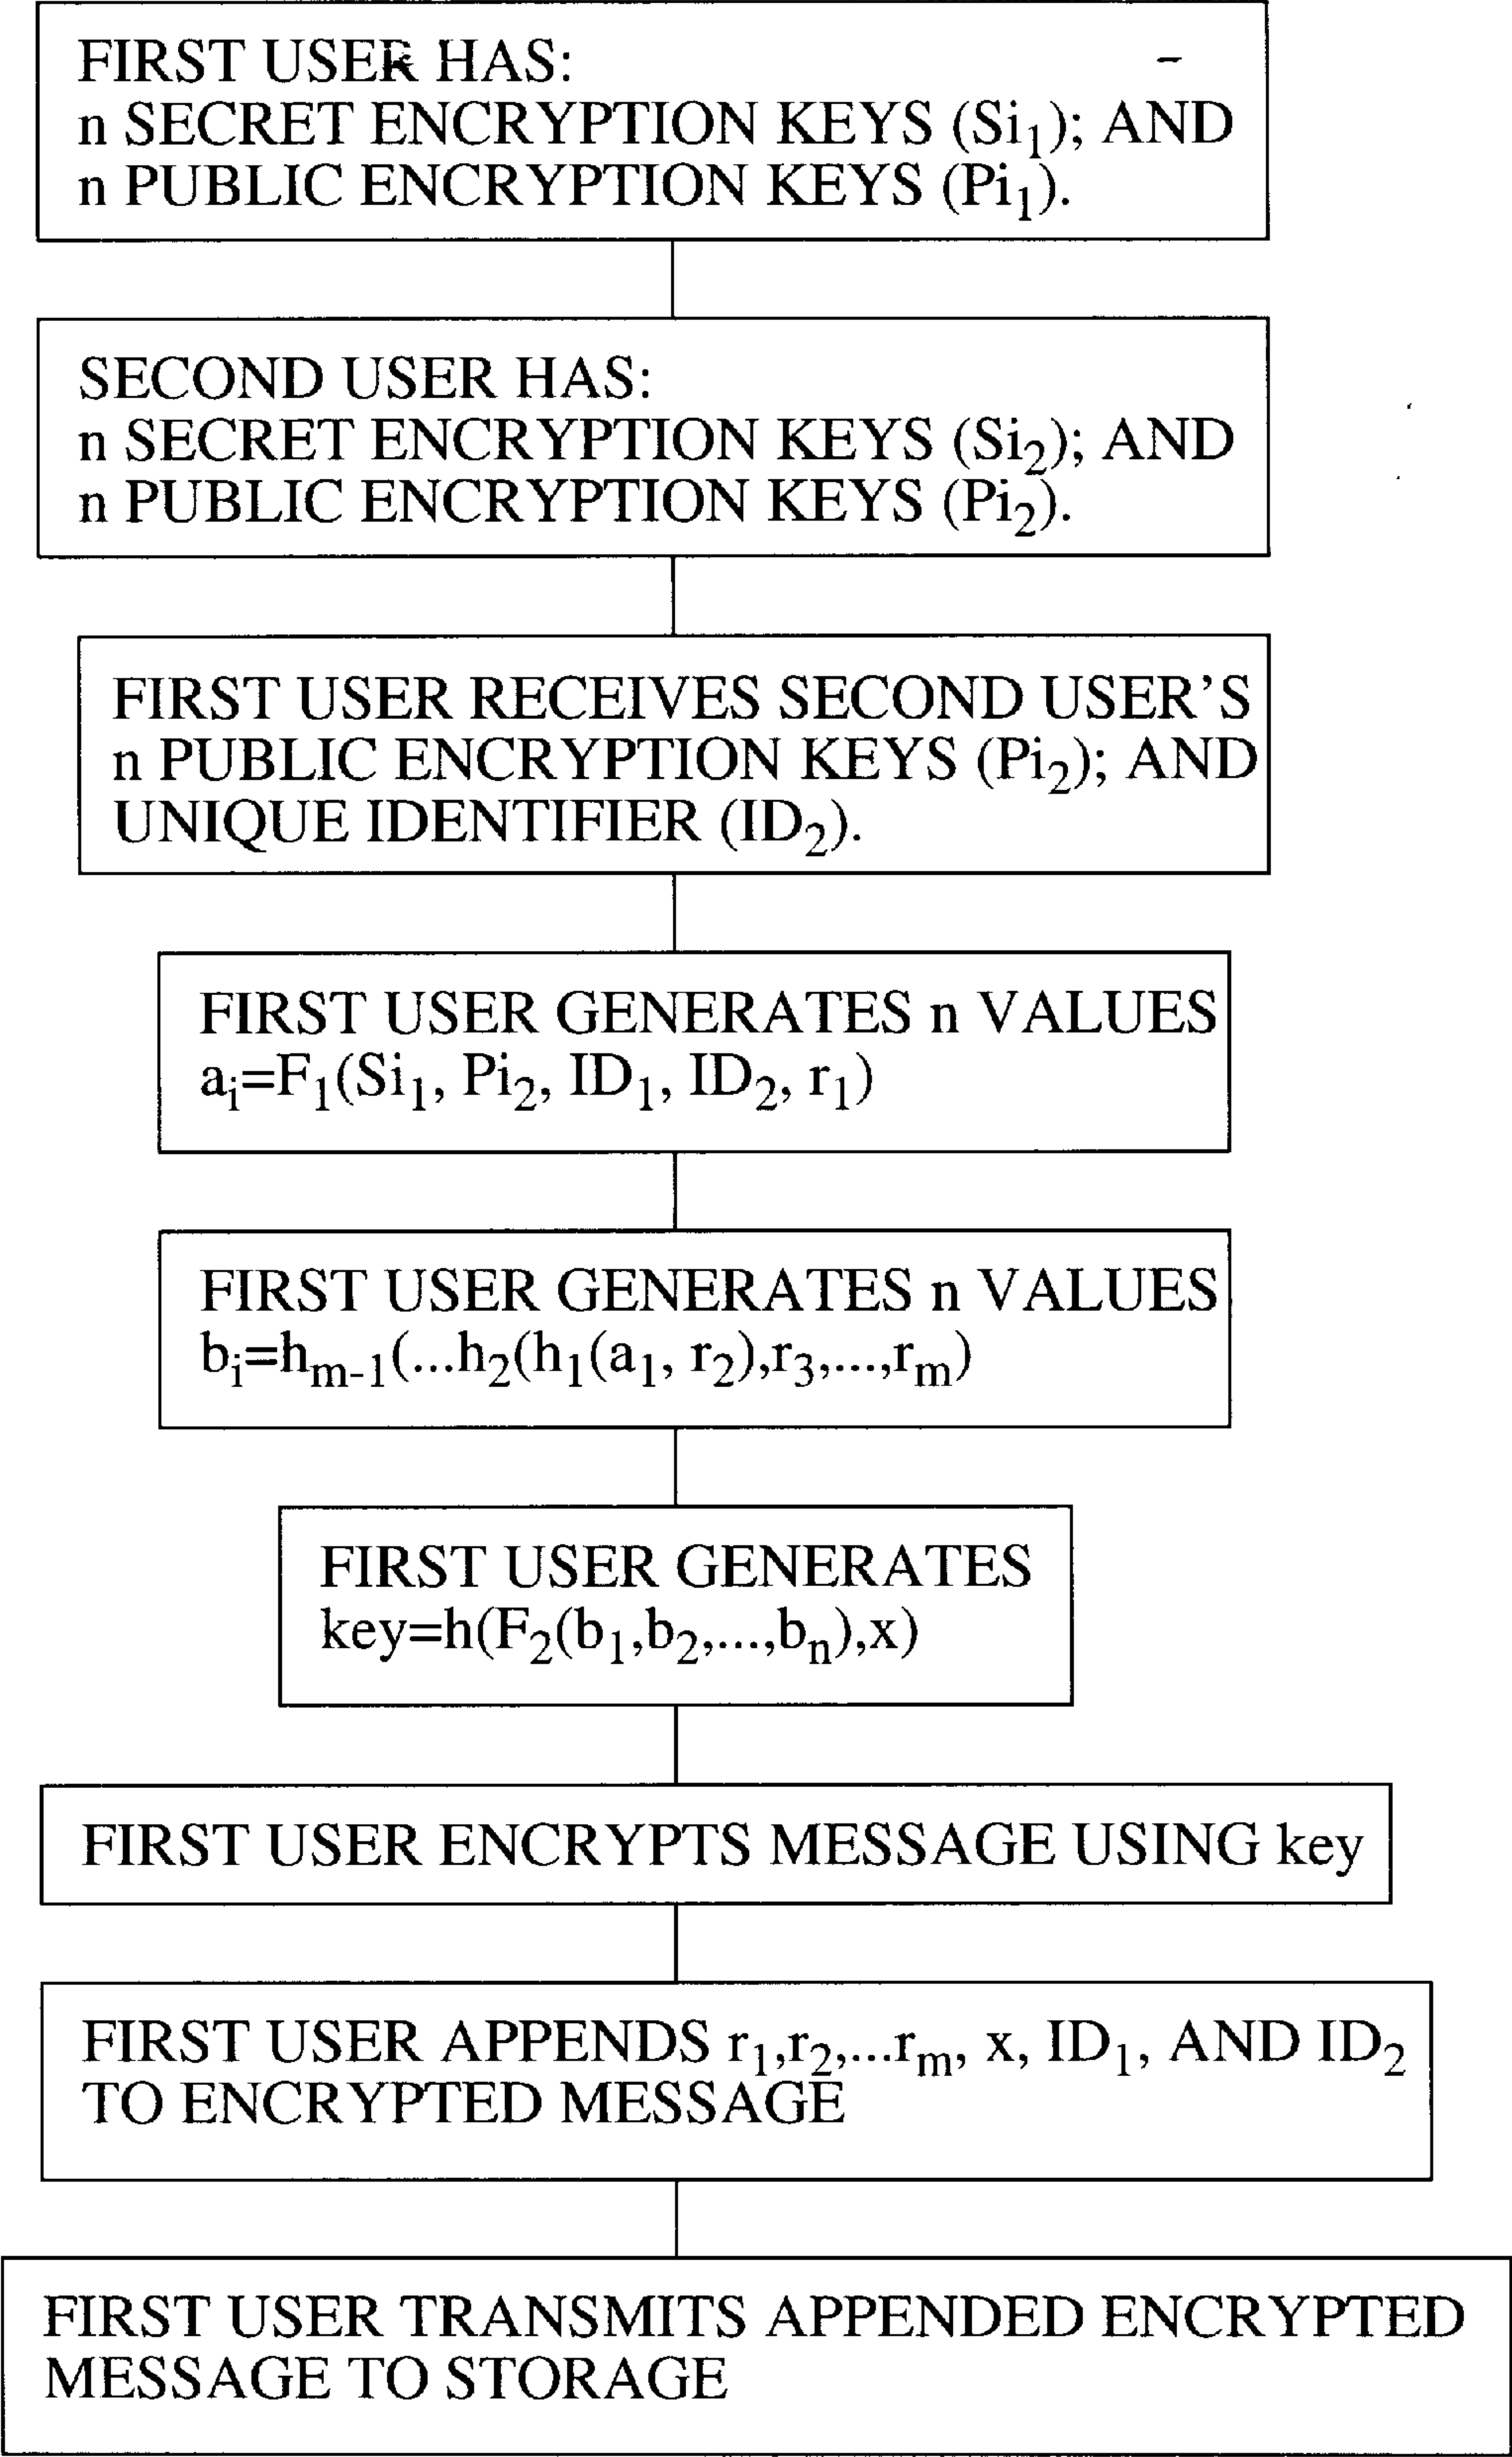 FIRST USER HAS:
n SECRET ENCRYPTION KEYS (Si₁); AND
n PUBLIC ENCRYPTION KEYS (Pi₁).
SECOND USER HAS:
n SECRET ENCRYPTION KEYS (Si₂); AND
n PUBLIC ENCRYPTION KEYS (Pi₂).
FIRST USER RECEIVES SECOND USER'S
n PUBLIC ENCRYPTION KEYS (Pi₂); AND
UNIQUE IDENTIFIER (ID₂).
FIRST USER GENERATES n VALUES
aᵢ=F₁(Si₁, Pi₂, ID₁, ID₂, r₁)
FIRST USER GENERATES n VALUES
bᵢ=hₘ₋₁(...h₂(h₁(a₁, r₂),r₃,...,rₘ)
FIRST USER GENERATES
key=h(F₂(b₁,b₂,...,bₙ),x)
FIRST USER ENCRYPTS MESSAGE USING key
FIRST USER APPENDS r₁,r₂,...rₘ, x, ID₁, AND ID₂
TO ENCRYPTED MESSAGE
FIRST USER TRANSMITS APPENDED ENCRYPTED
MESSAGE TO STORAGE